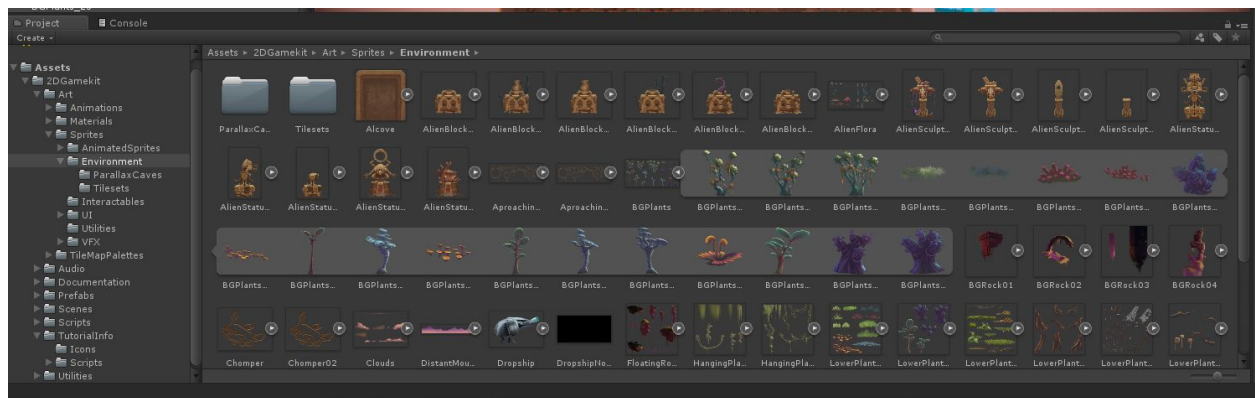 Project
Console
Create
Assets ▸ 2DGamekit ▸ Art ▸ Sprites ▸ Environment ▸
Assets
2DGamekit
Art
Animations
Materials
Sprites
AnimatedSprites
Environment
ParallaxCaves
Tilesets
Interactables
UI
Utilities
VFX
TileMapPalettes
Audio
Documentation
Prefabs
Scenes
Scripts
TutorialInfo
Icons
Scripts
Utilities
ParallaxCa... Tilesets Alcove AlienBlock... AlienBlock... AlienBlock... AlienBlock... AlienBlock... AlienBlock... AlienFlora AlienSculpt... AlienSculpt... AlienSculpt... AlienSculpt... AlienStatu...
AlienStatu... AlienStatu... AlienStatu... AlienStatu... Aproachin... Aproachin... BGPlants BGPlants... BGPlants... BGPlants... BGPlants... BGPlants... BGPlants... BGPlants... BGPlants...
BGPlants... BGPlants... BGPlants... BGPlants... BGPlants... BGPlants... BGPlants... BGPlants... BGPlants... BGPlants... BGPlants... BGRock01 BGRock02 BGRock03 BGRock04
Chomper Chomper02 Clouds DistantMou... Dropship DropshipNo... FloatingRo... HangingPla... HangingPla... LowerPlant... LowerPlant... LowerPlant... LowerPlant... LowerPlant... LowerPlant...